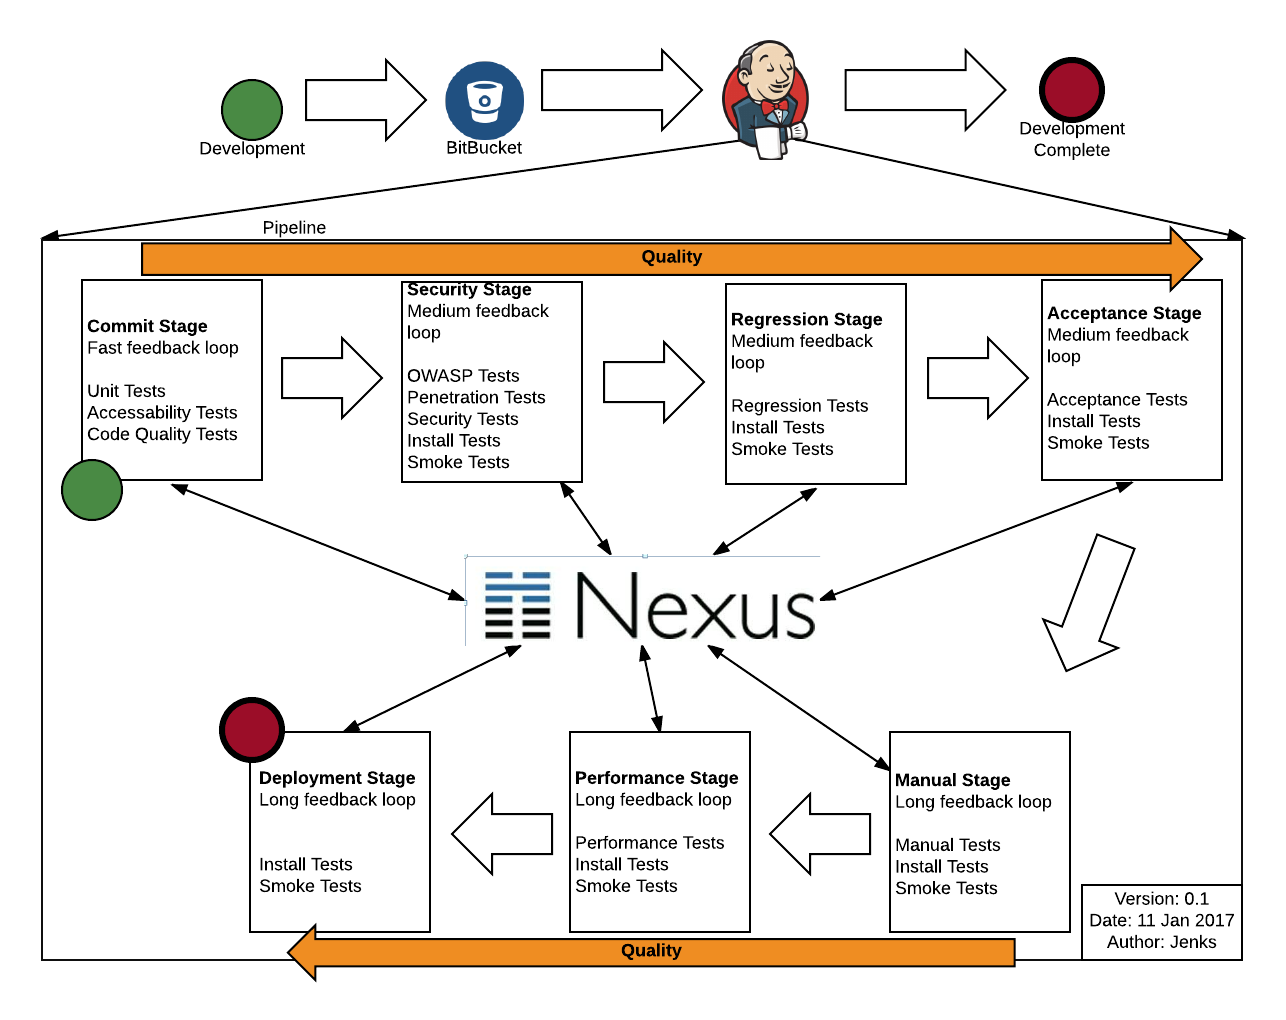 Development
BitBucket
Development
Complete
Pipeline
Quality
Commit Stage
Fast feedback loop
Unit Tests
Accessability Tests
Code Quality Tests
Security Stage
Medium feedback
loop
OWASP Tests
Penetration Tests
Security Tests
Install Tests
Smoke Tests
Regression Stage
Medium feedback
loop
Regression Tests
Install Tests
Smoke Tests
Acceptance Stage
Medium feedback
loop
Acceptance Tests
Install Tests
Smoke Tests
Nexus
Deployment Stage
Long feedback loop
Install Tests
Smoke Tests
Performance Stage
Long feedback loop
Performance Tests
Install Tests
Smoke Tests
Manual Stage
Long feedback loop
Manual Tests
Install Tests
Smoke Tests
Version: 0.1
Date: 11 Jan 2017
Author: Jenks
Quality